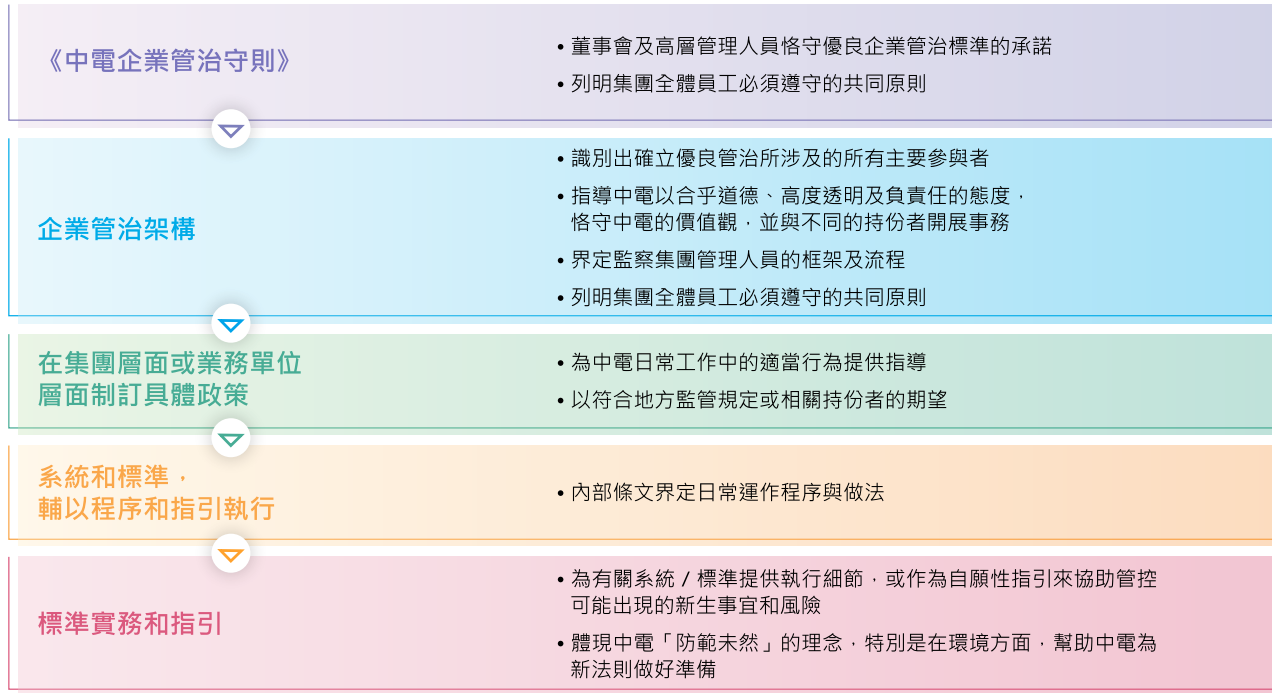 《中電企業管治守則》
• 董事會及高層管理人員恪守優良企業管治標準的承諾
• 列明集團全體員工必須遵守的共同原則
企業管治架構
• 識別出確立優良管治所涉及的所有主要參與者
• 指導中電以合乎道德、高度透明及負責任的態度，
恪守中電的價值觀，並與不同的持份者開展事務
• 界定監察集團管理人員的框架及流程
• 列明集團全體員工必須遵守的共同原則
在集團層面或業務單位
層面制訂具體政策
• 為中電日常工作中的適當行為提供指導
• 以符合地方監管規定或相關持份者的期望
系統和標準，
輔以程序和指引執行
• 內部條文界定日常運作程序與做法
標準實務和指引
• 為有關系統 / 標準提供執行細節，或作為自願性指引來協助管控
可能出現的新生事宜和風險
• 體現中電「防範未然」的理念，特別是在環境方面，幫助中電為
新法則做好準備